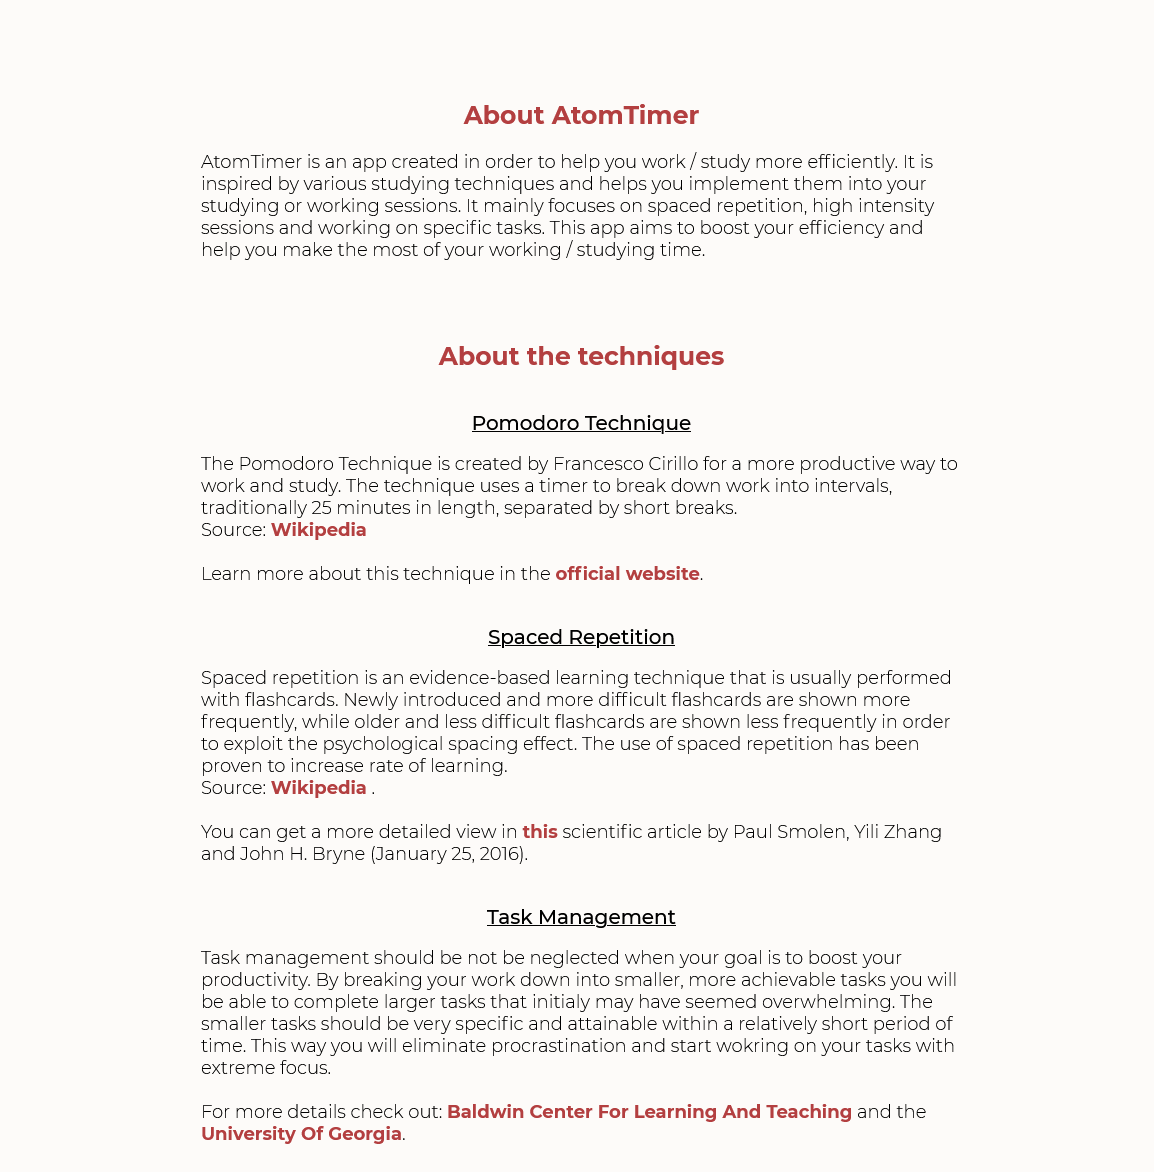 About AtomTimer
AtomTimer is an app created in order to help you work / study more efficiently. It is
inspired by various studying techniques and helps you implement them into your
studying or working sessions. It mainly focuses on spaced repetition, high intensity
sessions and working on specific tasks. This app aims to boost your efficiency and
help you make the most of your working / studying time.
About the techniques
Pomodoro Technique
The Pomodoro Technique is created by Francesco Cirillo for a more productive way to
work and study. The technique uses a timer to break down work into intervals,
traditionally 25 minutes in length, separated by short breaks.
Source: Wikipedia
Learn more about this technique in the official website.
Spaced Repetition
Spaced repetition is an evidence-based learning technique that is usually performed
with flashcards. Newly introduced and more difficult flashcards are shown more
frequently, while older and less difficult flashcards are shown less frequently in order
to exploit the psychological spacing effect. The use of spaced repetition has been
proven to increase rate of learning.
Source: Wikipedia .
You can get a more detailed view in this scientific article by Paul Smolen, Yili Zhang
and John H. Bryne (January 25, 2016).
Task Management
Task management should be not be neglected when your goal is to boost your
productivity. By breaking your work down into smaller, more achievable tasks you will
be able to complete larger tasks that initialy may have seemed overwhelming. The
smaller tasks should be very specific and attainable within a relatively short period of
time. This way you will eliminate procrastination and start wokring on your tasks with
extreme focus.
For more details check out: Baldwin Center For Learning And Teaching and the
University Of Georgia.